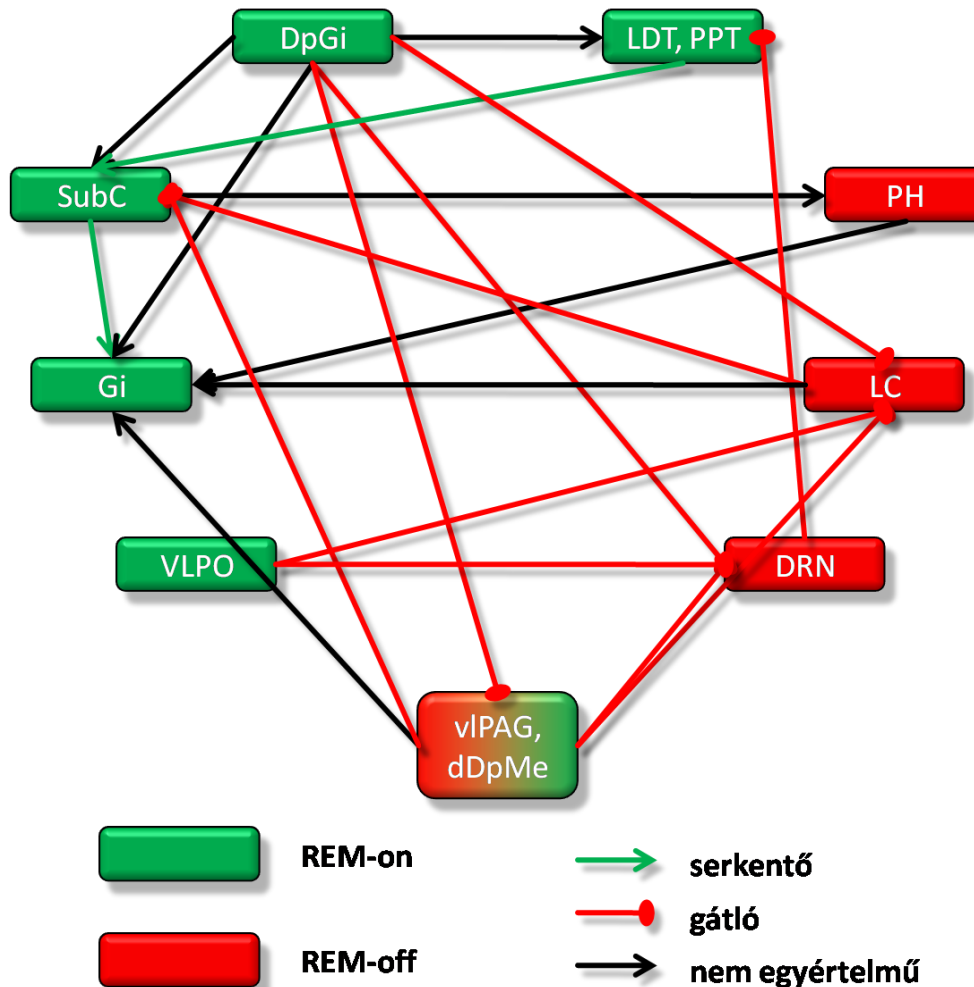 DpGi
LDT, PPT
SubC
PH
Gi
LC
VLPO
DRN
vlPAG,
dDpMe
REM-on
serkentő
gátló
REM-off
nem egyértelmű